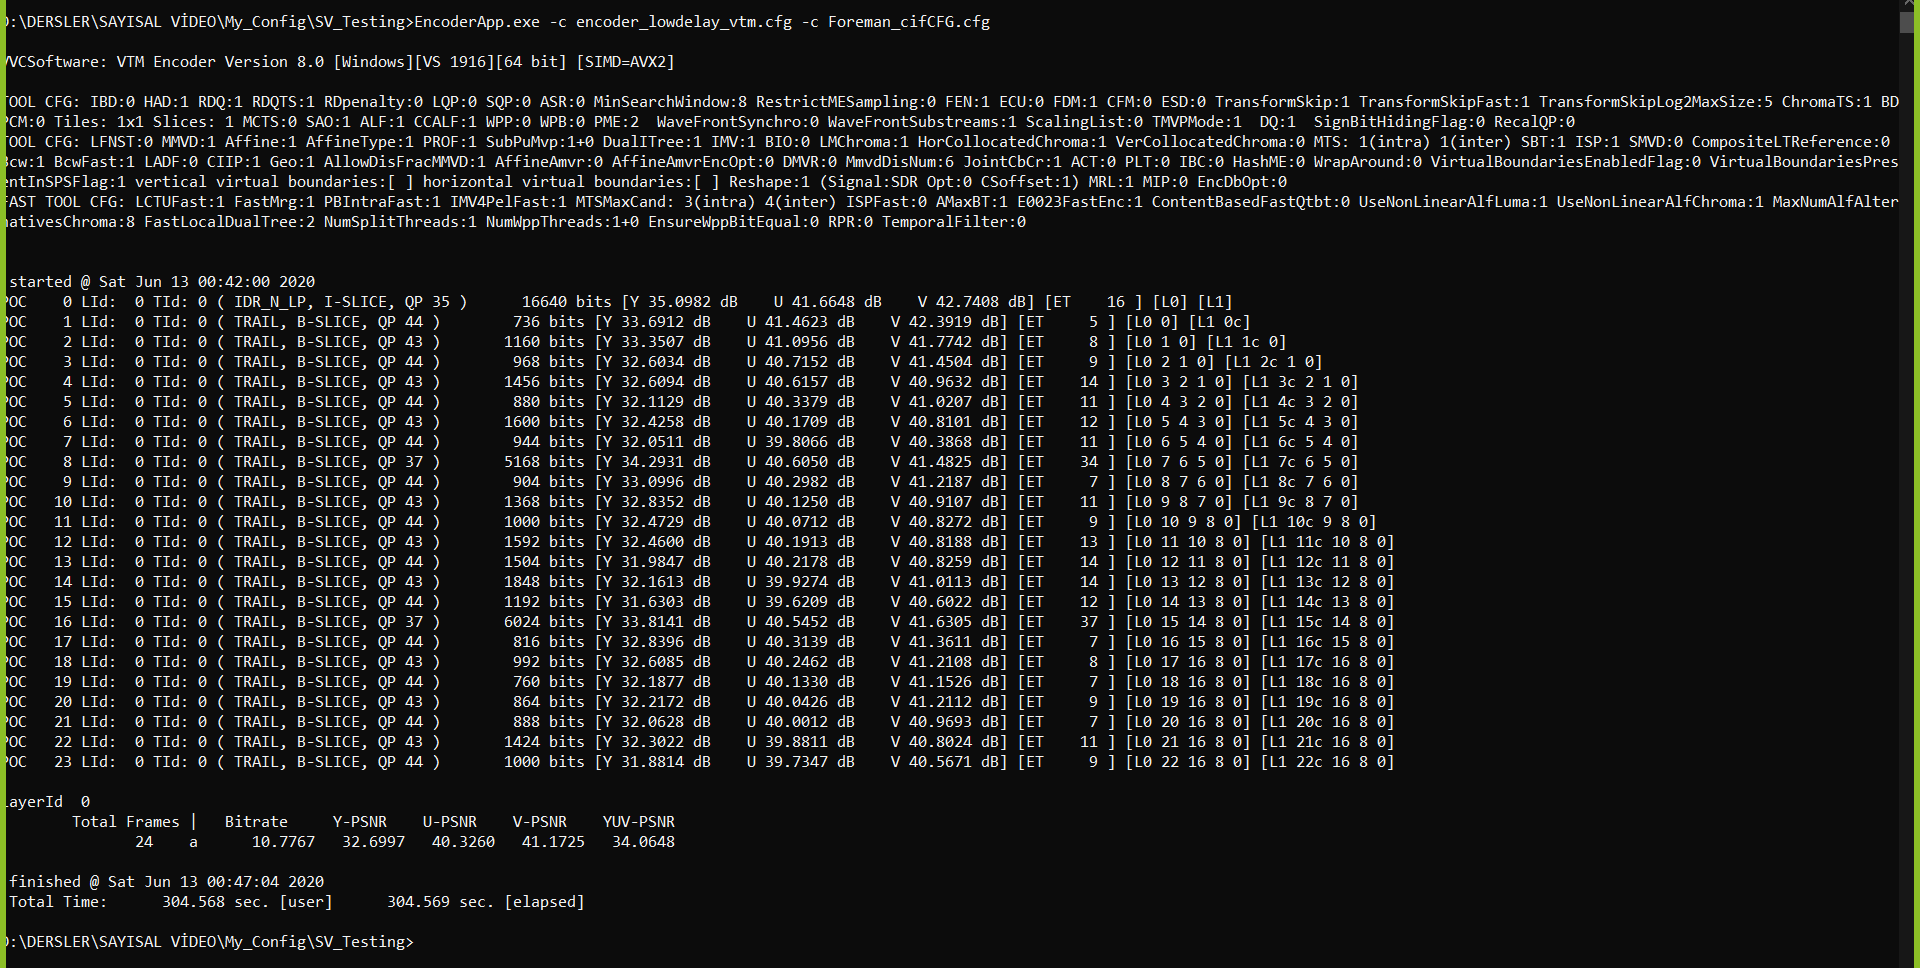 :\DERSLER\SAYISAL VİDEO\My_Config\SV_Testing>EncoderApp.exe -c encoder_lowdelay_vtm.cfg -c Foreman_cifCFG.cfg
VVCSoftware: VTM Encoder Version 8.0 [Windows][VS 1916][64 bit] [SIMD=AVX2]
TOOL CFG: IBD:0 HAD:1 RDQ:1 RDQTS:1 RDpenalty:0 LQP:0 SQP:0 ASR:0 MinSearchWindow:8 RestrictMESampling:0 FEN:1 ECU:0 FDM:1 CFM:0 ESD:0 TransformSkip:1 TransformSkipFast:1 TransformSkipLog2MaxSize:5 ChromaTS:1 BD
PCM:0 Tiles: 1x1 Slices: 1 MCTS:0 SAO:1 ALF:1 CCALF:1 WPP:0 WPB:0 PME:2  WaveFrontSynchro:0 WaveFrontSubstreams:1 ScalingList:0 TMVPMode:1  DQ:1  SignBitHidingFlag:0 RecalQP:0
TOOL CFG: LFNST:0 MMVD:1 Affine:1 AffineType:1 PROF:1 SubPuMvp:1+0 DualITree:1 IMV:1 BIO:0 LMChroma:1 HorCollocatedChroma:1 VerCollocatedChroma:0 MTS: 1(intra) 1(inter) SBT:1 ISP:1 SMVD:0 CompositeLTReference:0
Bcw:1 BcwFast:1 LADF:0 CIIP:1 Geo:1 AllowDisFracMMVD:1 AffineAmvr:0 AffineAmvrEncOpt:0 DMVR:0 MmvdDisNum:6 JointCbCr:1 ACT:0 PLT:0 IBC:0 HashME:0 WrapAround:0 VirtualBoundariesEnabledFlag:0 VirtualBoundariesPres
entInSPSFlag:1 vertical virtual boundaries:[ ] horizontal virtual boundaries:[ ] Reshape:1 (Signal:SDR Opt:0 CSoffset:1) MRL:1 MIP:0 EncDbOpt:0
FAST TOOL CFG: LCTUFast:1 FastMrg:1 PBIntraFast:1 IMV4PelFast:1 MTSMaxCand: 3(intra) 4(inter) ISPFast:0 AMaxBT:1 E0023FastEnc:1 ContentBasedFastQtbt:0 UseNonLinearAlfLuma:1 UseNonLinearAlfChroma:1 MaxNumAlfAlter
nativesChroma:8 FastLocalDualTree:2 NumSplitThreads:1 NumWppThreads:1+0 EnsureWppBitEqual:0 RPR:0 TemporalFilter:0
started @ Sat Jun 13 00:42:00 2020
POC    0 LId:  0 TId: 0 ( IDR_N_LP, I-SLICE, QP 35 )      16640 bits [Y 35.0982 dB    U 41.6648 dB    V 42.7408 dB] [ET    16 ] [L0] [L1]
POC    1 LId:  0 TId: 0 ( TRAIL, B-SLICE, QP 44 )        736 bits [Y 33.6912 dB    U 41.4623 dB    V 42.3919 dB] [ET     5 ] [L0 0] [L1 0c]
POC    2 LId:  0 TId: 0 ( TRAIL, B-SLICE, QP 43 )       1160 bits [Y 33.3507 dB    U 41.0956 dB    V 41.7742 dB] [ET     8 ] [L0 1 0] [L1 1c 0]
POC    3 LId:  0 TId: 0 ( TRAIL, B-SLICE, QP 44 )        968 bits [Y 32.6034 dB    U 40.7152 dB    V 41.4504 dB] [ET     9 ] [L0 2 1 0] [L1 2c 1 0]
POC    4 LId:  0 TId: 0 ( TRAIL, B-SLICE, QP 43 )       1456 bits [Y 32.6094 dB    U 40.6157 dB    V 40.9632 dB] [ET    14 ] [L0 3 2 1 0] [L1 3c 2 1 0]
POC    5 LId:  0 TId: 0 ( TRAIL, B-SLICE, QP 44 )        880 bits [Y 32.1129 dB    U 40.3379 dB    V 41.0207 dB] [ET    11 ] [L0 4 3 2 0] [L1 4c 3 2 0]
POC    6 LId:  0 TId: 0 ( TRAIL, B-SLICE, QP 43 )       1600 bits [Y 32.4258 dB    U 40.1709 dB    V 40.8101 dB] [ET    12 ] [L0 5 4 3 0] [L1 5c 4 3 0]
POC    7 LId:  0 TId: 0 ( TRAIL, B-SLICE, QP 44 )        944 bits [Y 32.0511 dB    U 39.8066 dB    V 40.3868 dB] [ET    11 ] [L0 6 5 4 0] [L1 6c 5 4 0]
POC    8 LId:  0 TId: 0 ( TRAIL, B-SLICE, QP 37 )       5168 bits [Y 34.2931 dB    U 40.6050 dB    V 41.4825 dB] [ET    34 ] [L0 7 6 5 0] [L1 7c 6 5 0]
POC    9 LId:  0 TId: 0 ( TRAIL, B-SLICE, QP 44 )        904 bits [Y 33.0996 dB    U 40.2982 dB    V 41.2187 dB] [ET     7 ] [L0 8 7 6 0] [L1 8c 7 6 0]
POC   10 LId:  0 TId: 0 ( TRAIL, B-SLICE, QP 43 )       1368 bits [Y 32.8352 dB    U 40.1250 dB    V 40.9107 dB] [ET    11 ] [L0 9 8 7 0] [L1 9c 8 7 0]
POC   11 LId:  0 TId: 0 ( TRAIL, B-SLICE, QP 44 )       1000 bits [Y 32.4729 dB    U 40.0712 dB    V 40.8272 dB] [ET     9 ] [L0 10 9 8 0] [L1 10c 9 8 0]
POC   12 LId:  0 TId: 0 ( TRAIL, B-SLICE, QP 43 )       1592 bits [Y 32.4600 dB    U 40.1913 dB    V 40.8188 dB] [ET    13 ] [L0 11 10 8 0] [L1 11c 10 8 0]
POC   13 LId:  0 TId: 0 ( TRAIL, B-SLICE, QP 44 )       1504 bits [Y 31.9847 dB    U 40.2178 dB    V 40.8259 dB] [ET    14 ] [L0 12 11 8 0] [L1 12c 11 8 0]
POC   14 LId:  0 TId: 0 ( TRAIL, B-SLICE, QP 43 )       1848 bits [Y 32.1613 dB    U 39.9274 dB    V 41.0113 dB] [ET    14 ] [L0 13 12 8 0] [L1 13c 12 8 0]
POC   15 LId:  0 TId: 0 ( TRAIL, B-SLICE, QP 44 )       1192 bits [Y 31.6303 dB    U 39.6209 dB    V 40.6022 dB] [ET    12 ] [L0 14 13 8 0] [L1 14c 13 8 0]
POC   16 LId:  0 TId: 0 ( TRAIL, B-SLICE, QP 37 )       6024 bits [Y 33.8141 dB    U 40.5452 dB    V 41.6305 dB] [ET    37 ] [L0 15 14 8 0] [L1 15c 14 8 0]
POC   17 LId:  0 TId: 0 ( TRAIL, B-SLICE, QP 44 )        816 bits [Y 32.8396 dB    U 40.3139 dB    V 41.3611 dB] [ET     7 ] [L0 16 15 8 0] [L1 16c 15 8 0]
POC   18 LId:  0 TId: 0 ( TRAIL, B-SLICE, QP 43 )        992 bits [Y 32.6085 dB    U 40.2462 dB    V 41.2108 dB] [ET     8 ] [L0 17 16 8 0] [L1 17c 16 8 0]
POC   19 LId:  0 TId: 0 ( TRAIL, B-SLICE, QP 44 )        760 bits [Y 32.1877 dB    U 40.1330 dB    V 41.1526 dB] [ET     7 ] [L0 18 16 8 0] [L1 18c 16 8 0]
POC   20 LId:  0 TId: 0 ( TRAIL, B-SLICE, QP 43 )        864 bits [Y 32.2172 dB    U 40.0426 dB    V 41.2112 dB] [ET     9 ] [L0 19 16 8 0] [L1 19c 16 8 0]
POC   21 LId:  0 TId: 0 ( TRAIL, B-SLICE, QP 44 )        888 bits [Y 32.0628 dB    U 40.0012 dB    V 40.9693 dB] [ET     7 ] [L0 20 16 8 0] [L1 20c 16 8 0]
POC   22 LId:  0 TId: 0 ( TRAIL, B-SLICE, QP 43 )       1424 bits [Y 32.3022 dB    U 39.8811 dB    V 40.8024 dB] [ET    11 ] [L0 21 16 8 0] [L1 21c 16 8 0]
POC   23 LId:  0 TId: 0 ( TRAIL, B-SLICE, QP 44 )       1000 bits [Y 31.8814 dB    U 39.7347 dB    V 40.5671 dB] [ET     9 ] [L0 22 16 8 0] [L1 22c 16 8 0]
LayerId  0
Total Frames |   Bitrate     Y-PSNR    U-PSNR    V-PSNR    YUV-PSNR
24    a      10.7767   32.6997   40.3260   41.1725   34.0648
finished @ Sat Jun 13 00:47:04 2020
Total Time:      304.568 sec. [user]      304.569 sec. [elapsed]
:\DERSLER\SAYISAL VİDEO\My_Config\SV_Testing>